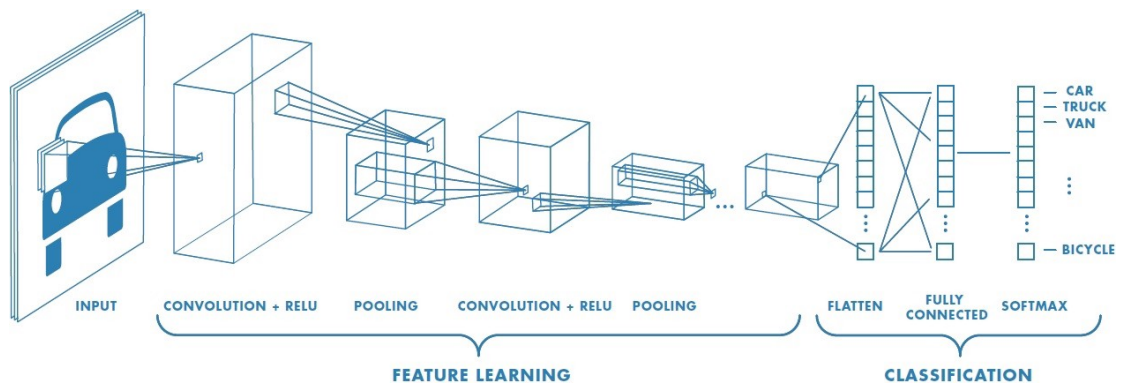 CAR
TRUCK
VAN
BICYCLE
INPUT
CONVOLUTION + RELU
POOLING
CONVOLUTION + RELU
POOLING
FLATTEN
FULLY
CONNECTED
SOFTMAX
FEATURE LEARNING
CLASSIFICATION